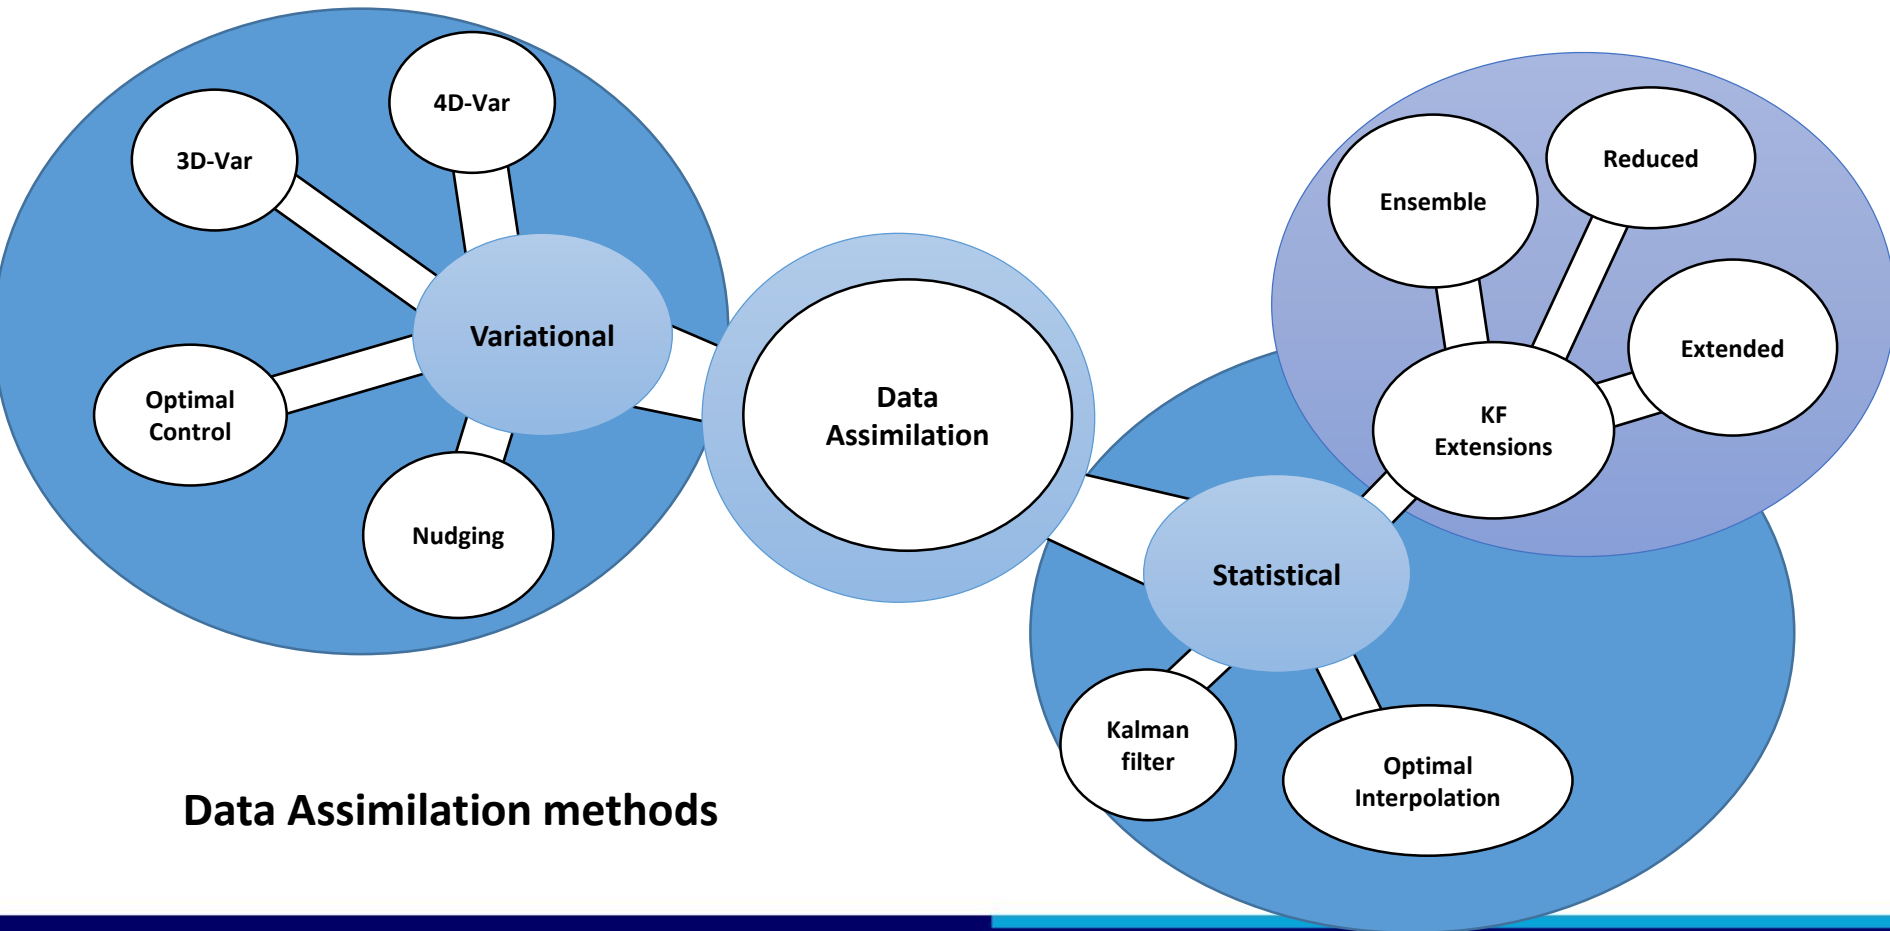 4D-Var
3D-Var
Variational
Optimal
Control
Nudging
Data
Assimilation
Ensemble
Reduced
Extended
KF
Extensions
Statistical
Kalman
filter
Optimal
Interpolation
Data Assimilation methods